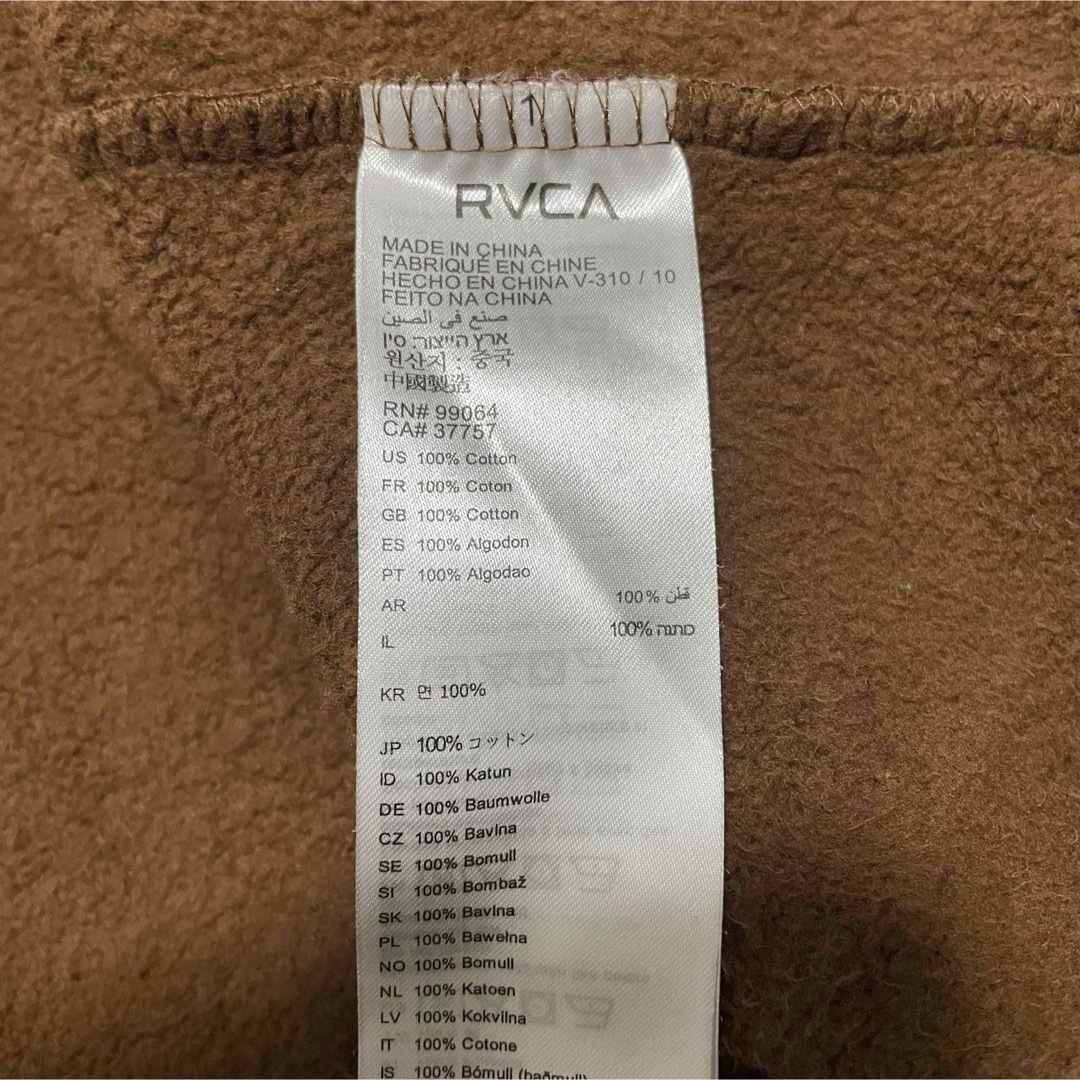 1
RVCA
MADE IN CHINA
FABRIQUÉ EN CHINE
HECHO EN CHINA V-310 / 10
FEITO NA CHINA
صنع في الصين
ארץ הייצור: סין
원산지 : 중국
中國製造
RN# 99064
CA# 37757
US 100% Cotton
FR 100% Coton
GB 100% Cotton
ES 100% Algodon
PT 100% Algodao
AR 100% قطن
IL 100% כותנה
KR 면 100%
JP 100% コットン
ID 100% Katun
DE 100% Baumwolle
CZ 100% Bavlna
SE 100% Bomull
SI 100% Bombaž
SK 100% Bavlna
PL 100% Bawełna
NO 100% Bomull
NL 100% Katoen
LV 100% Kokvilna
IT 100% Cotone
IS 100% Bómull (baðmull)